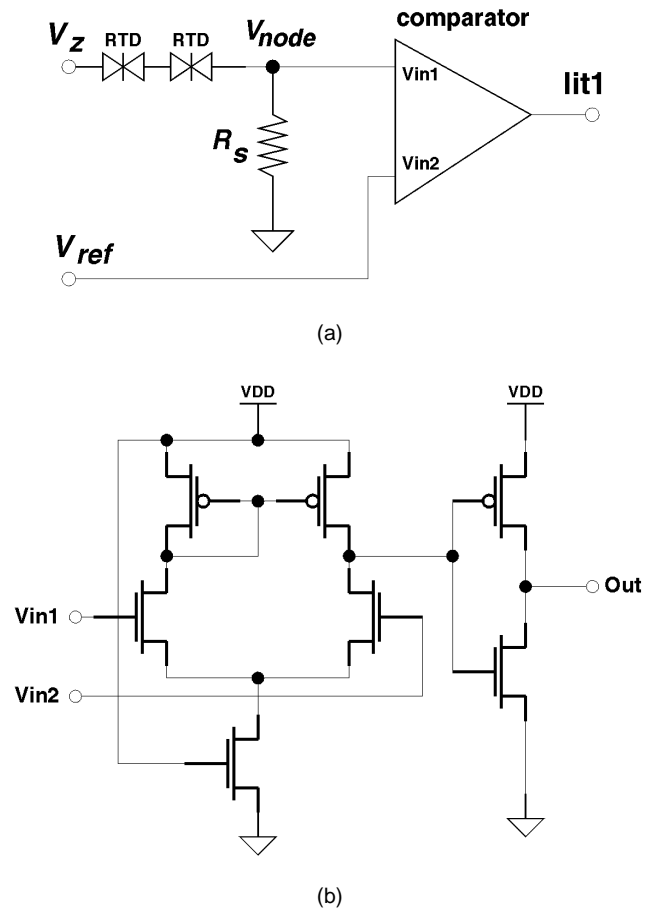 comparator
Vz RTD RTD Vnode
Vin1
lit1
Rs
Vin2
Vref
(a)
VDD VDD
Vin1
Out
Vin2
(b)